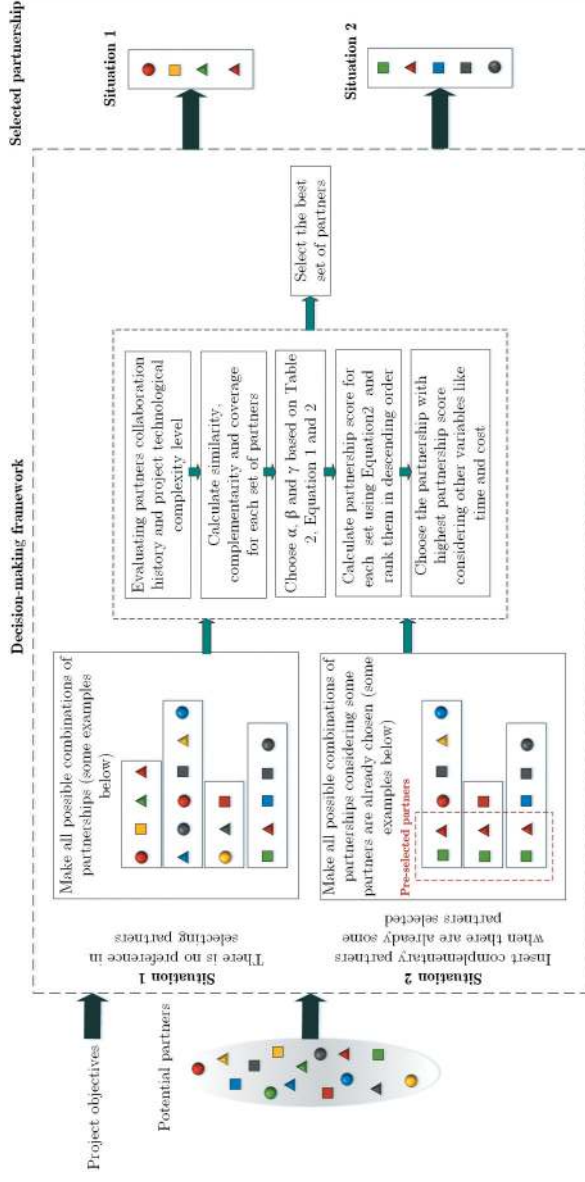 Decision-making framework
Selected partnership
Project objectives
Potential partners
Situation 1
There is no preference in
selecting partners
Situation 2
Insert complementary partners
when there are already some
partners selected
Make all possible combinations of
partnerships (some examples
below)
Make all possible combinations of
partnerships considering some
partners are already chosen (some
examples below)
Pre-selected partners
Evaluating partners collaboration
history and project technological
complexity level
Calculate similarity,
complementarity and coverage
for each set of partners
Choose α, β and γ based on Table
2, Equation 1 and 2
Calculate partnership score for
each set using Equation2 and
rank them in descending order
Choose the partnership with
highest partnership score
considering other variables like
time and cost
Select the best
set of partners
Situation 1
Situation 2